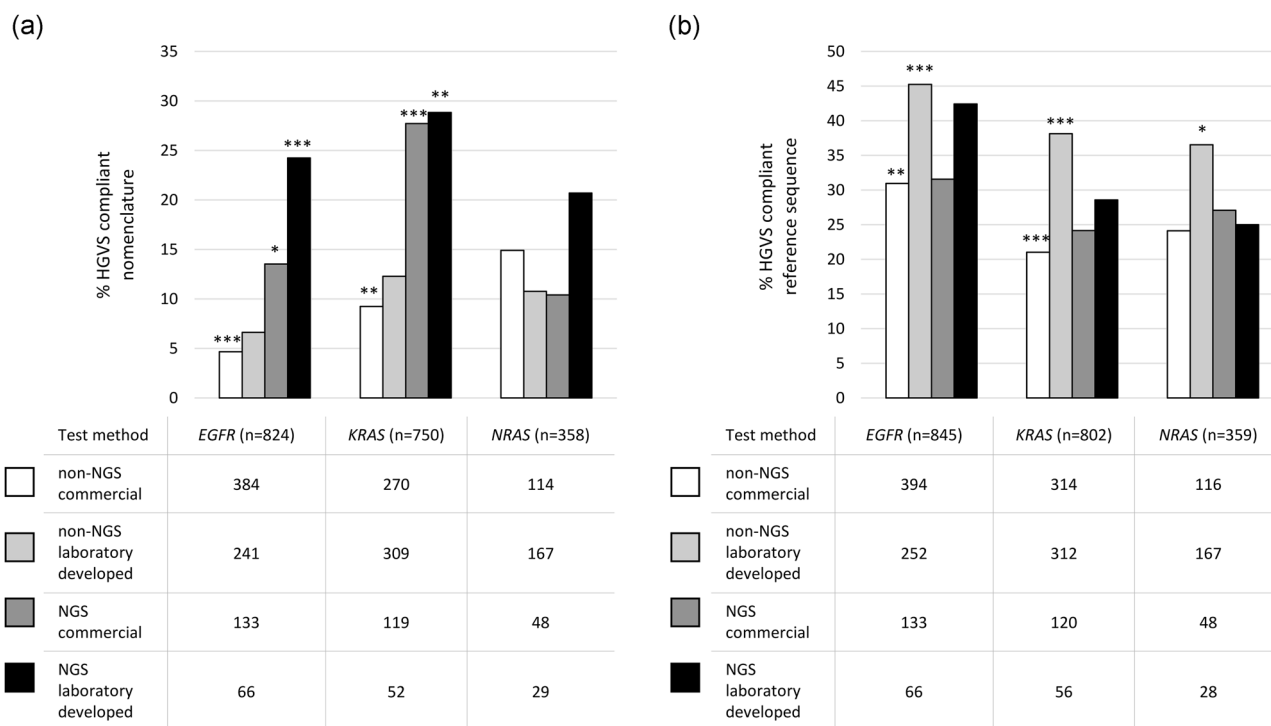 (a)
35
30
25
20
15
10
5
0
% HGVS compliant
nomenclature
***
*
***
**
***
**
Test method EGFR (n=824) KRAS (n=750) NRAS (n=358)
non-NGS
commercial
384 270 114
non-NGS
laboratory
developed
241 309 167
NGS
commercial
133 119 48
NGS
laboratory
developed
66 52 29
(b)
50
45
40
35
30
25
20
15
10
5
0
% HGVS compliant
reference sequence
**
***
***
***
*
Test method EGFR (n=845) KRAS (n=802) NRAS (n=359)
non-NGS
commercial
394 314 116
non-NGS
laboratory
developed
252 312 167
NGS
commercial
133 120 48
NGS
laboratory
developed
66 56 28